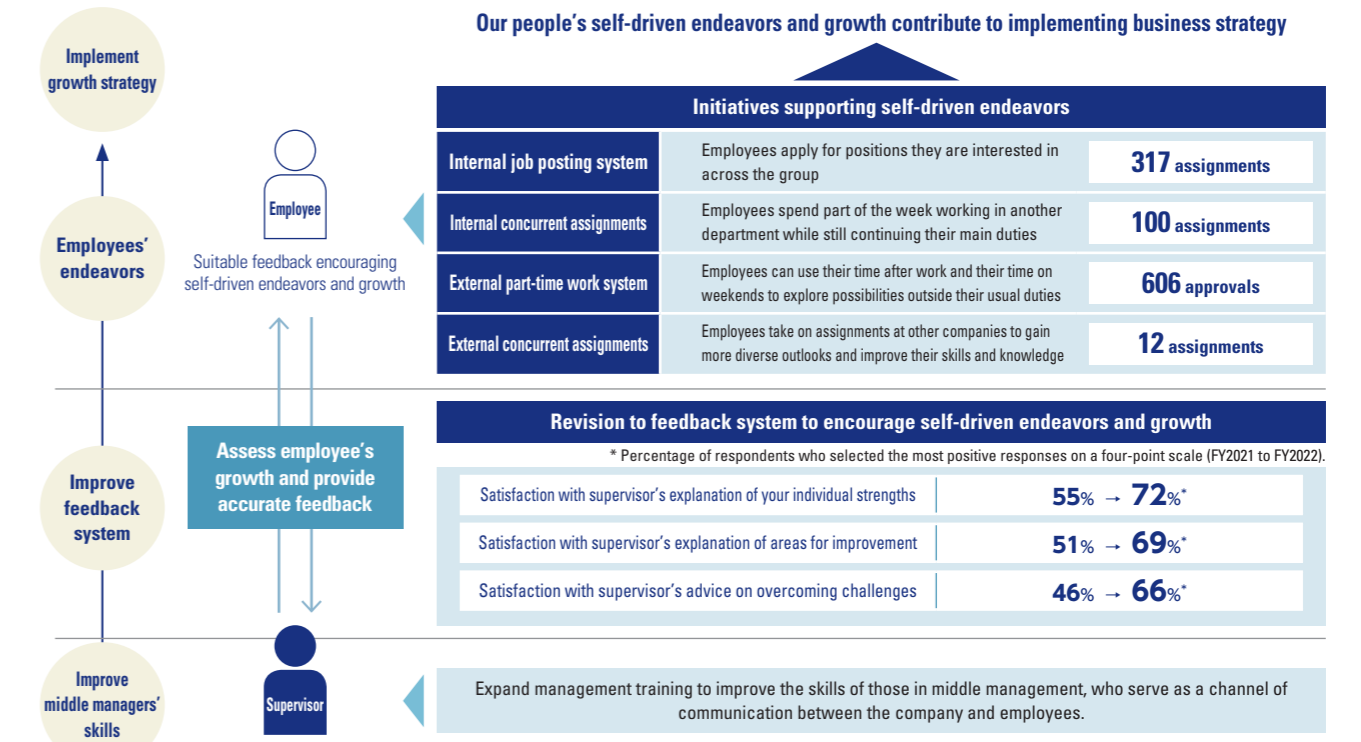 Our people's self-driven endeavors and growth contribute to implementing business strategy
Implement
growth strategy
Employees'
endeavors
Employee
Suitable feedback encouraging
self-driven endeavors and growth
Initiatives supporting self-driven endeavors
Internal job posting system
Employees apply for positions they are interested in
across the group
317 assignments
Internal concurrent assignments
Employees spend part of the week working in another
department while still continuing their main duties
100 assignments
External part-time work system
Employees can use their time after work and their time on
weekends to explore possibilities outside their usual duties
606 approvals
External concurrent assignments
Employees take on assignments at other companies to gain
more diverse outlooks and improve their skills and knowledge
12 assignments
Improve
feedback
system
Assess employee's
growth and provide
accurate feedback
Revision to feedback system to encourage self-driven endeavors and growth
* Percentage of respondents who selected the most positive responses on a four-point scale (FY2021 to FY2022).
Satisfaction with supervisor's explanation of your individual strengths
55% → 72%*
Satisfaction with supervisor's explanation of areas for improvement
51% → 69%*
Satisfaction with supervisor's advice on overcoming challenges
46% → 66%*
Improve
middle managers'
skills
Supervisor
Expand management training to improve the skills of those in middle management, who serve as a channel of
communication between the company and employees.